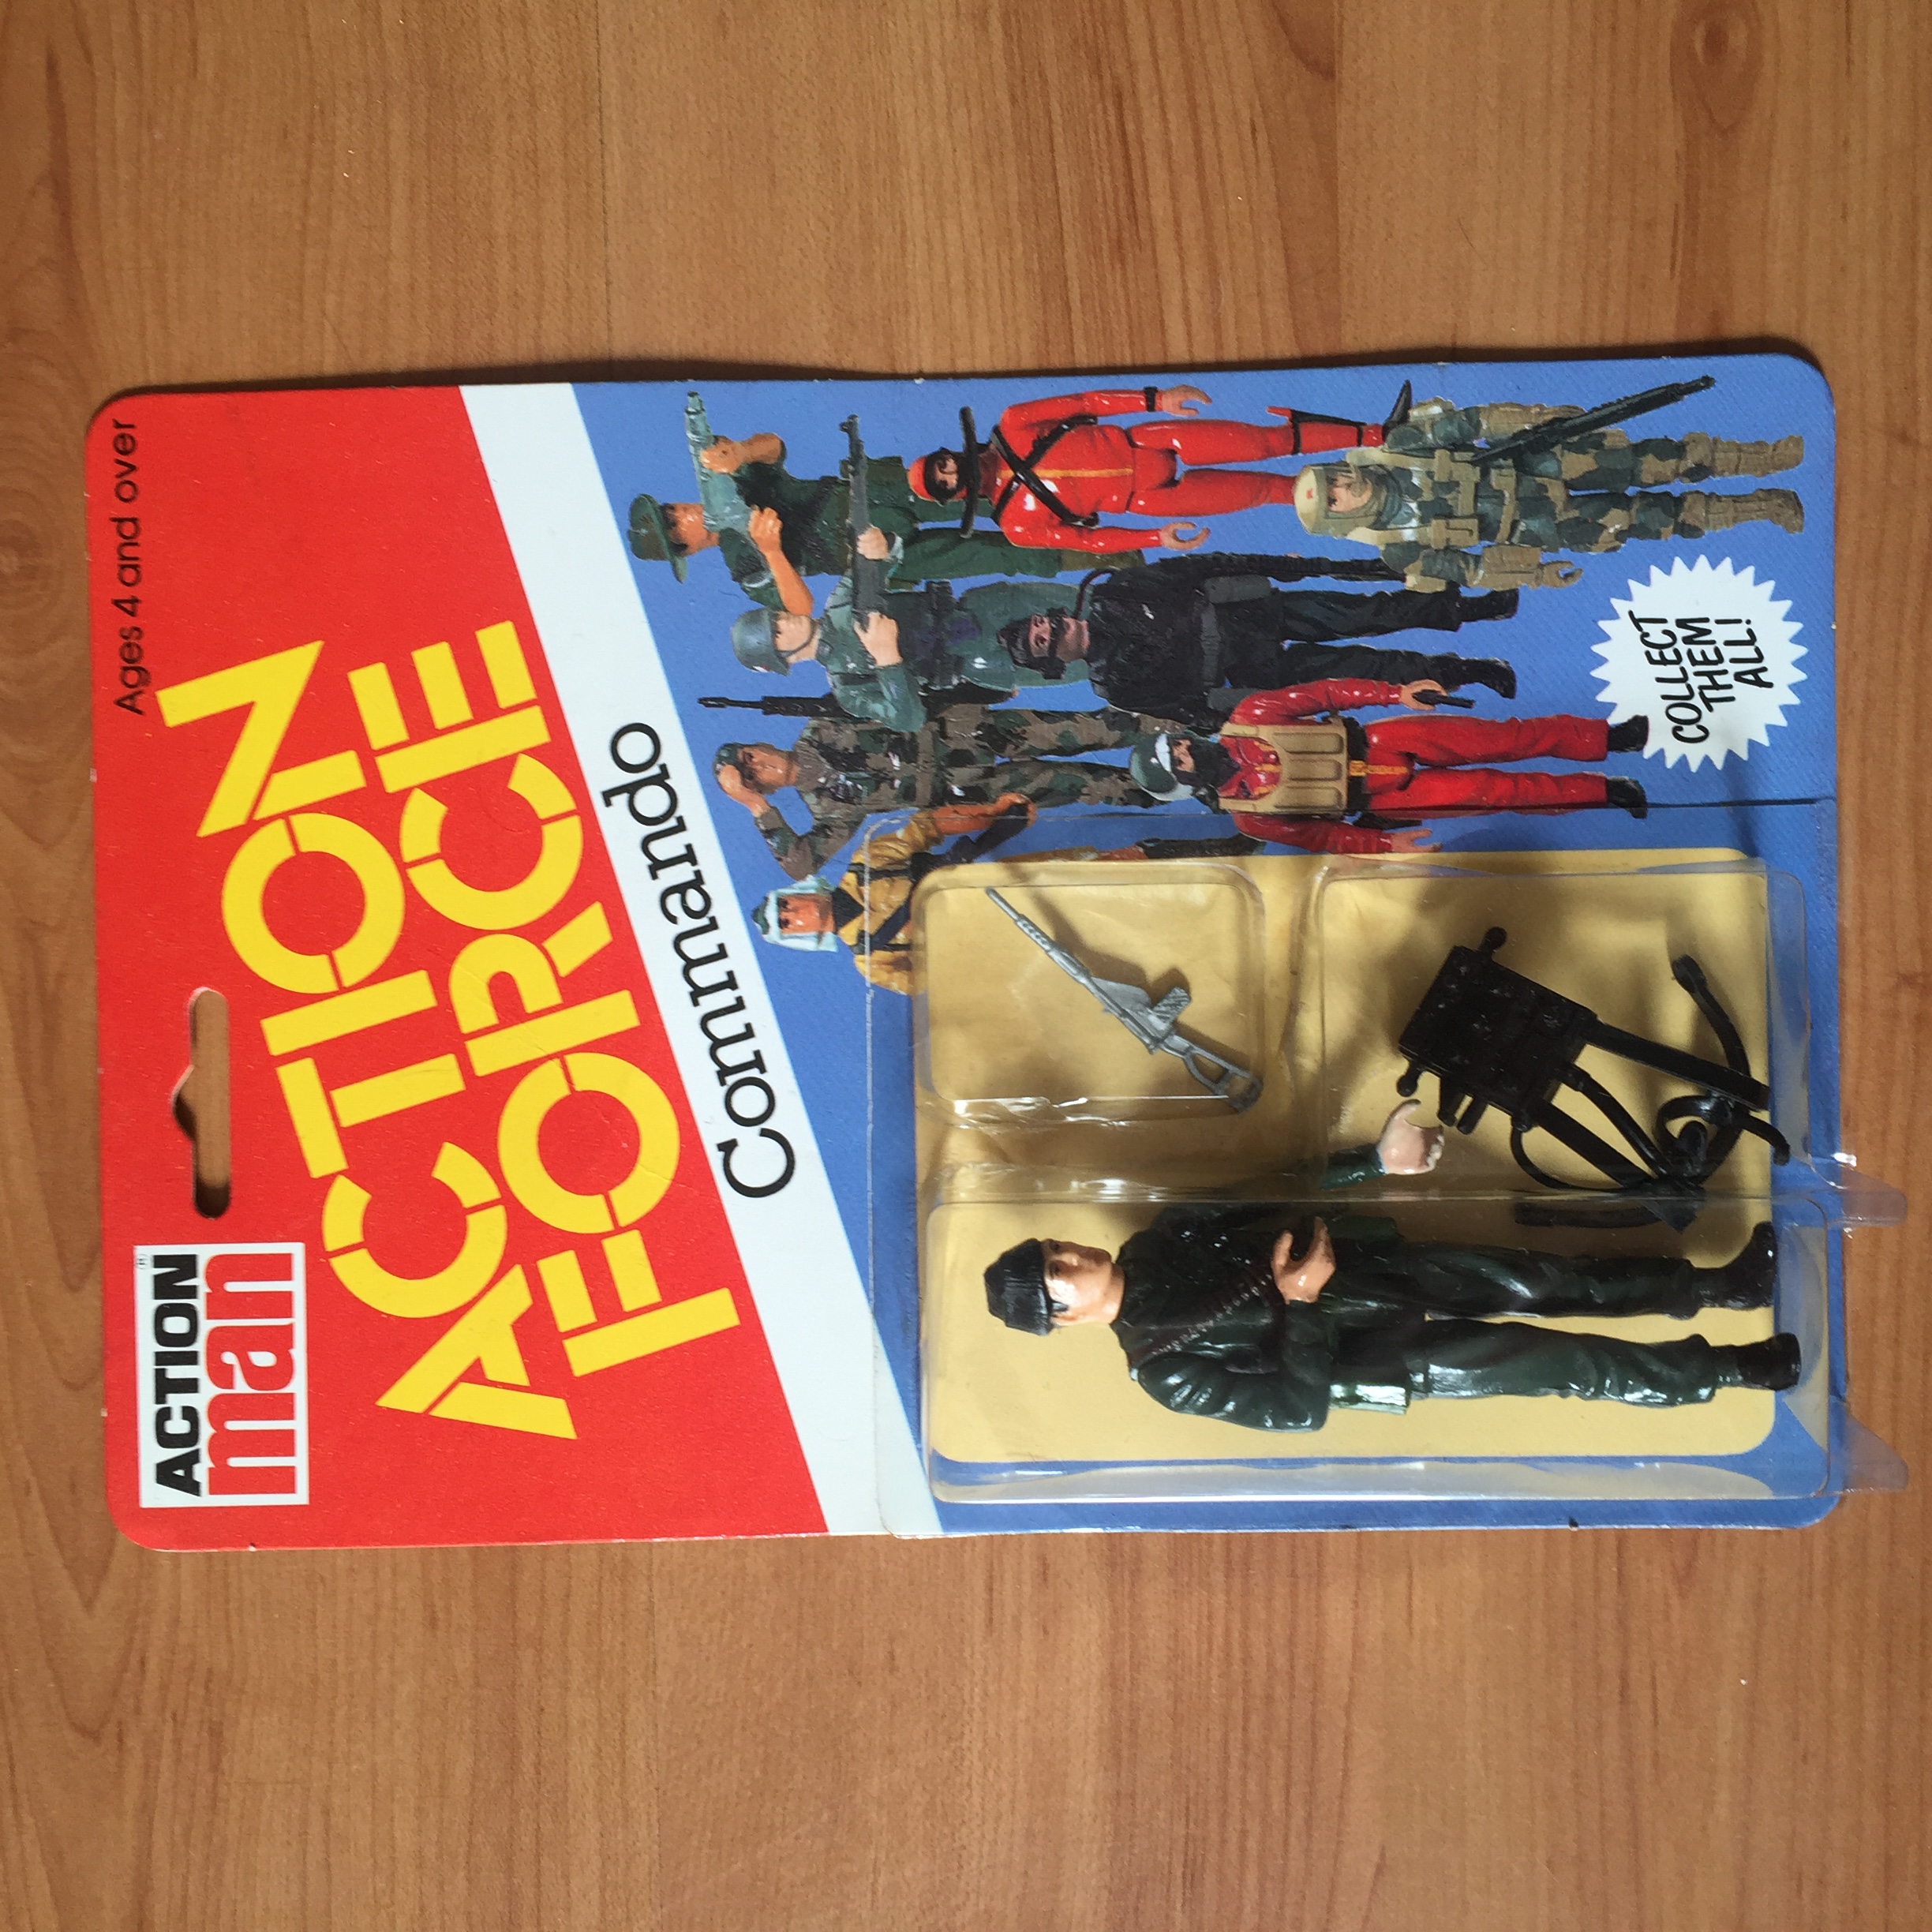 ACTION
man
®
Ages 4 and over
ACTION
FORCE
Commando
COLLECT
THEM
ALL!